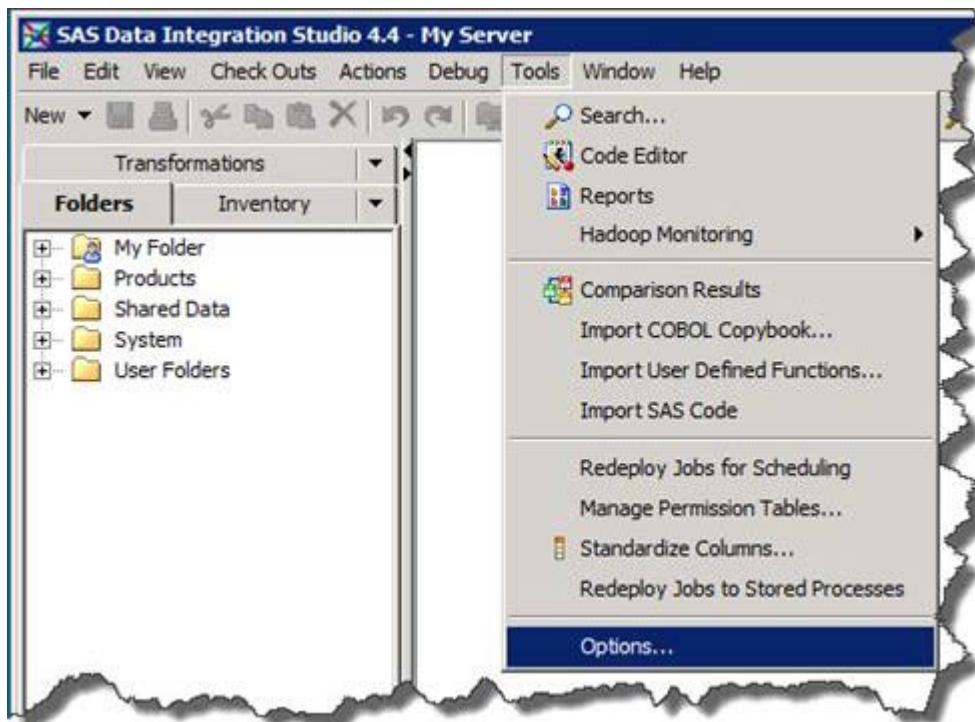 SAS Data Integration Studio 4.4 - My Server
File Edit View Check Outs Actions Debug Tools Window Help
New
Transformations
Folders Inventory
My Folder
Products
Shared Data
System
User Folders
Search...
Code Editor
Reports
Hadoop Monitoring
Comparison Results
Import COBOL Copybook...
Import User Defined Functions...
Import SAS Code
Redeploy Jobs for Scheduling
Manage Permission Tables...
Standardize Columns...
Redeploy Jobs to Stored Processes
Options...